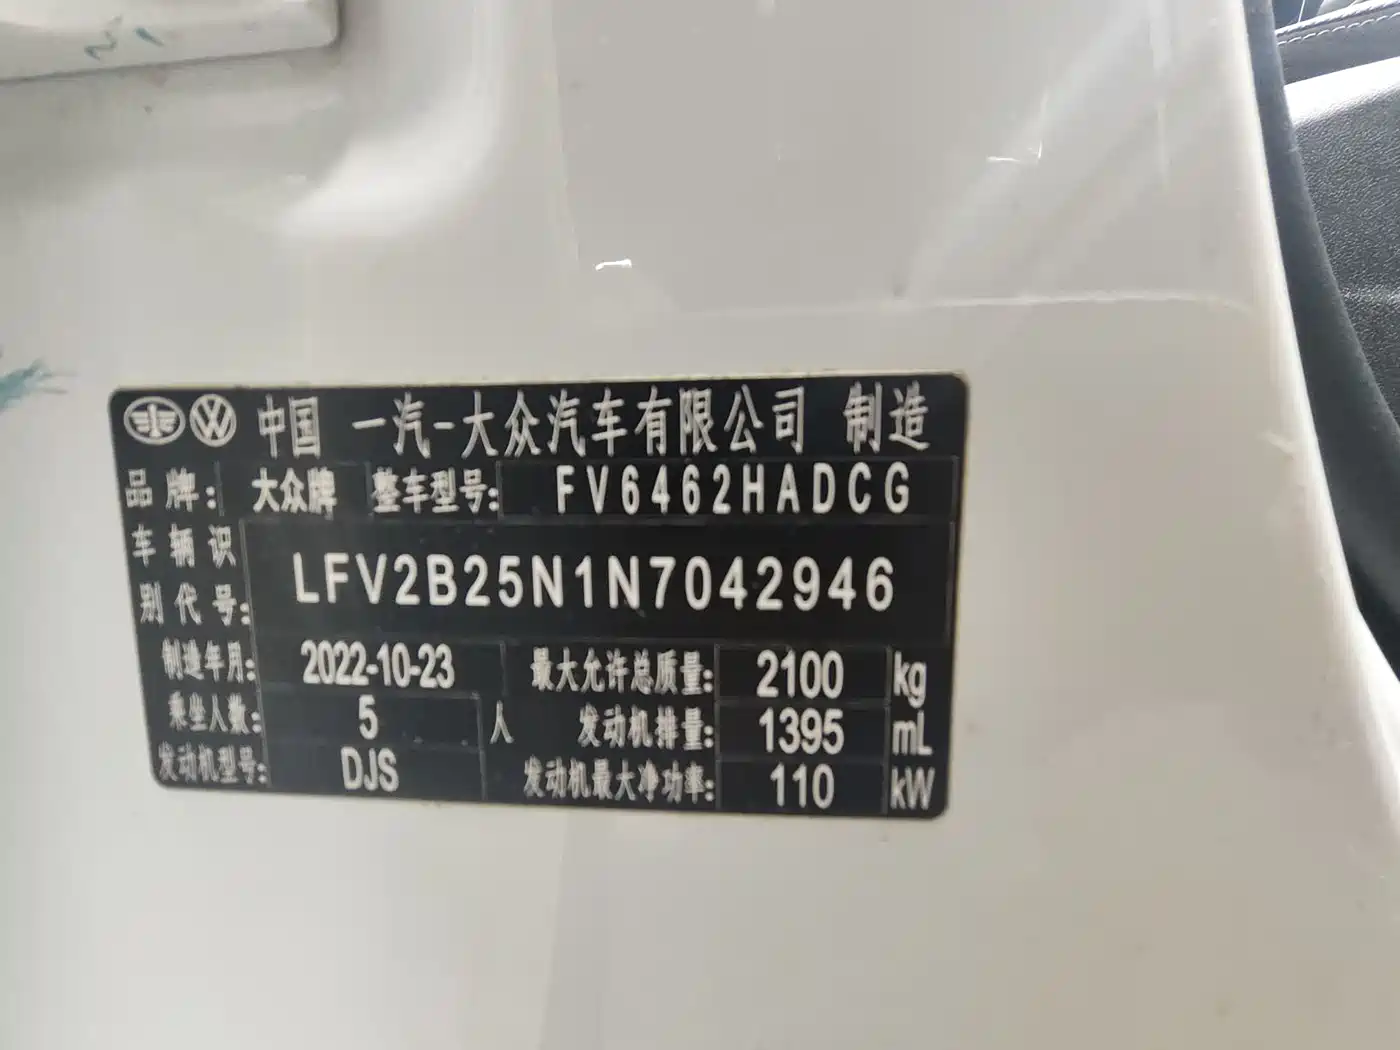 中国 一汽-大众汽车有限公司 制造
品牌: 大众牌 整车型号: FV6462HADCG
车辆识别代号: LFV2B25N1N7042946
制造年月: 2022-10-23 最大允许总质量: 2100 kg
乘坐人数: 5 人 发动机排量: 1395 mL
发动机型号: DJS 发动机最大净功率: 110 kW